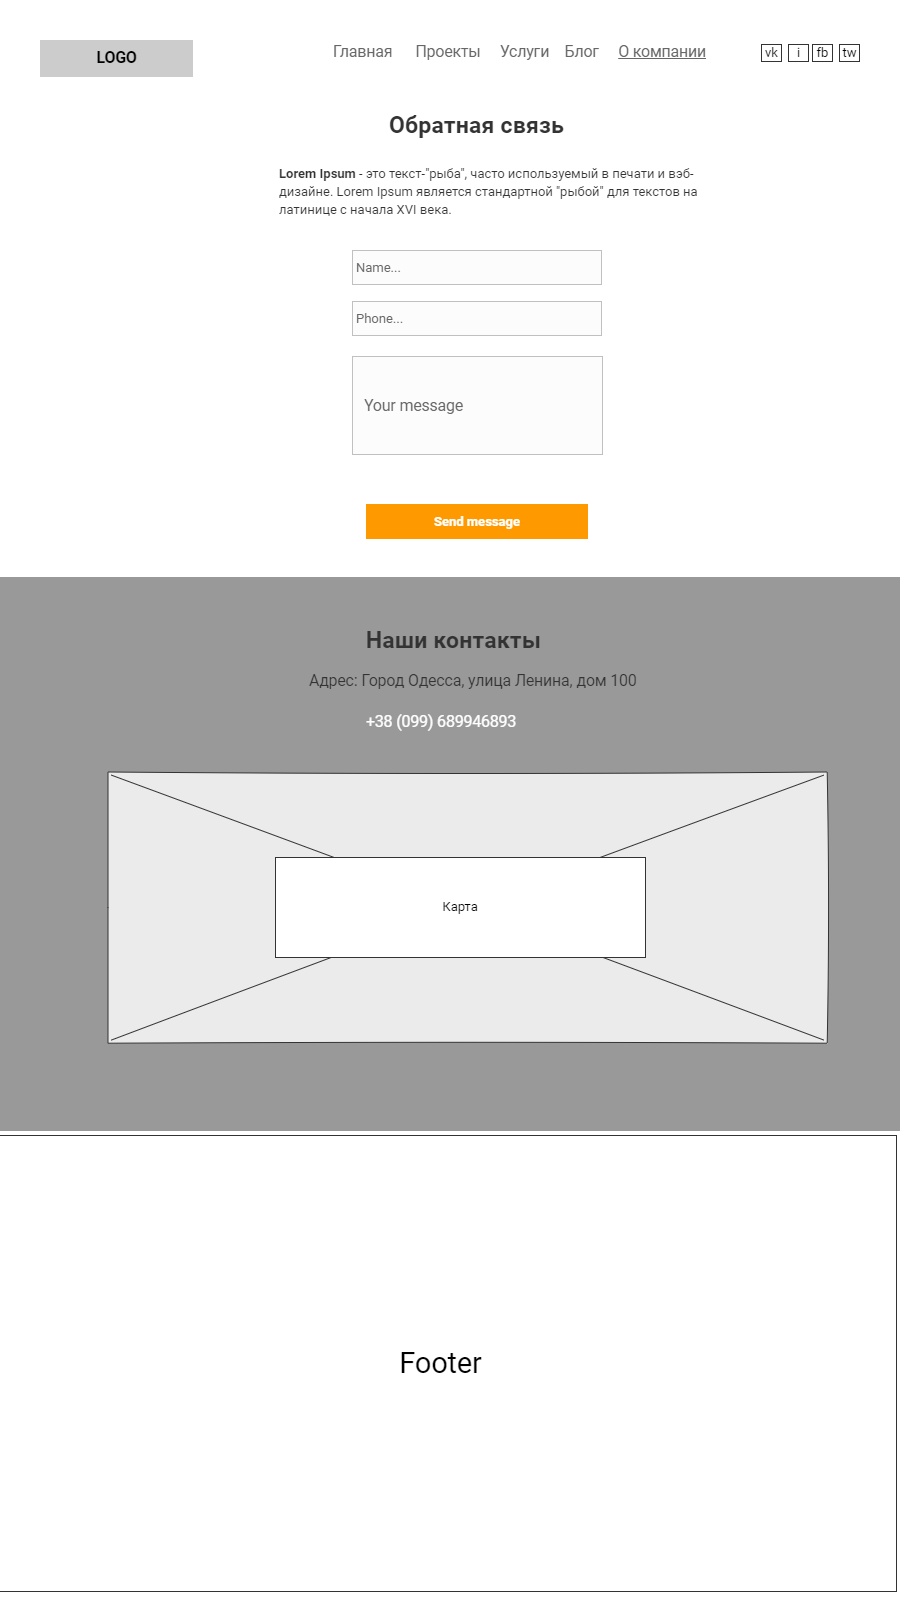 LOGO
Главная Проекты Услуги Блог О компании vk i fb tw
Обратная связь
Lorem Ipsum - это текст-"рыба", часто используемый в печати и вэб-
дизайне. Lorem Ipsum является стандартной "рыбой" для текстов на
латинице с начала XVI века.
Name...
Phone...
Your message
Send message
Наши контакты
Адрес: Город Одесса, улица Ленина, дом 100
+38 (099) 689946893
Карта
Footer